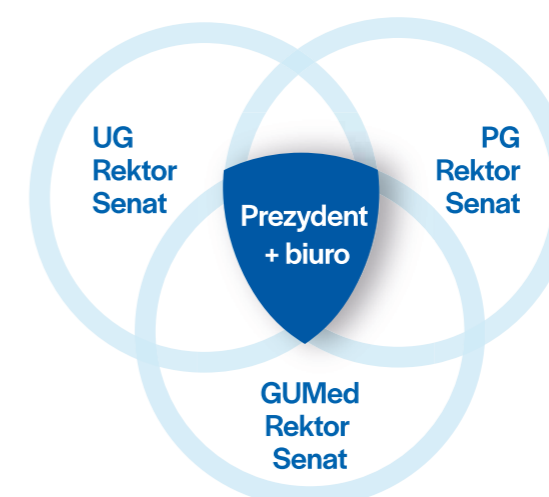 UG
Rektor
Senat
PG
Rektor
Senat
Prezydent
+ biuro
GUMed
Rektor
Senat